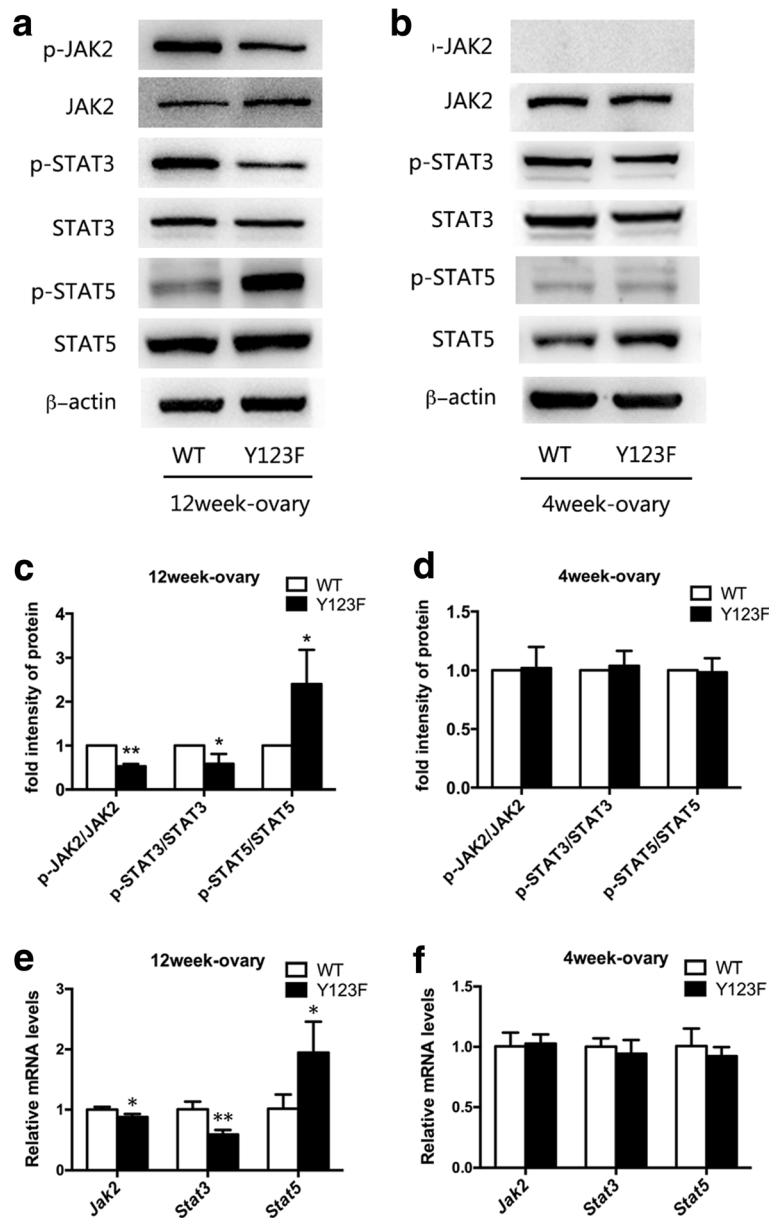 a
p-JAK2
JAK2
p-STAT3
STAT3
p-STAT5
STAT5
β–actin
WT Y123F
12week-ovary
b
-JAK2
JAK2
p-STAT3
STAT3
p-STAT5
STAT5
β–actin
WT Y123F
4week-ovary
c
12week-ovary
WT
Y123F
fold intensity of protein
4
3
2
1
0
**
*
*
p-JAK2/JAK2
p-STAT3/STAT3
p-STAT5/STAT5
d
4week-ovary
WT
Y123F
fold intensity of protein
1.5
1.0
0.5
0.0
p-JAK2/JAK2
p-STAT3/STAT3
p-STAT5/STAT5
e
12week-ovary
WT
Y123F
Relative mRNA levels
3
2
1
0
*
**
*
Jak2
Stat3
Stat5
f
4week-ovary
WT
Y123F
Relative mRNA levels
1.5
1.0
0.5
0.0
Jak2
Stat3
Stat5